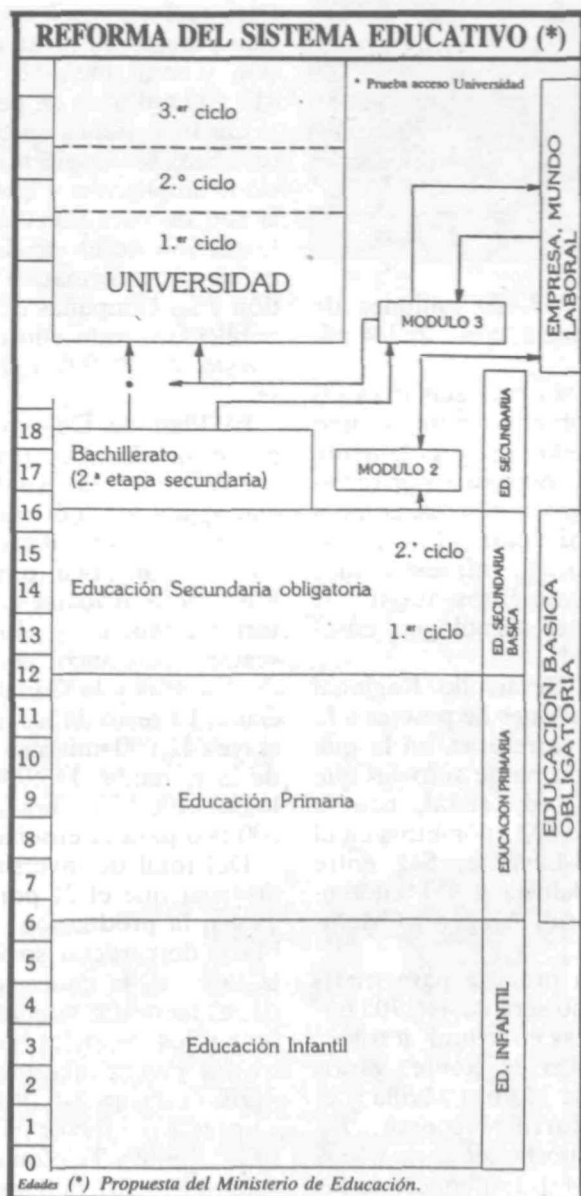 REFORMA DEL SISTEMA EDUCATIVO (*)
* Prueba acceso Universidad
3.er ciclo
2.º ciclo
1.er ciclo
UNIVERSIDAD
MODULO 3
EMPRESA, MUNDO
LABORAL
18
17
16
15
14
13
12
11
10
9
8
7
6
5
4
3
2
1
0
Bachillerato
(2.ª etapa secundaria)
MODULO 2
ED. SECUNDARIA
2.º ciclo
Educación Secundaria obligatoria
1.er ciclo
ED. SECUNDARIA
BASICA
EDUCACION BASICA
OBLIGATORIA
Educación Primaria
EDUCACION PRIMARIA
Educación Infantil
ED. INFANTIL
Edades (*) Propuesta del Ministerio de Educación.